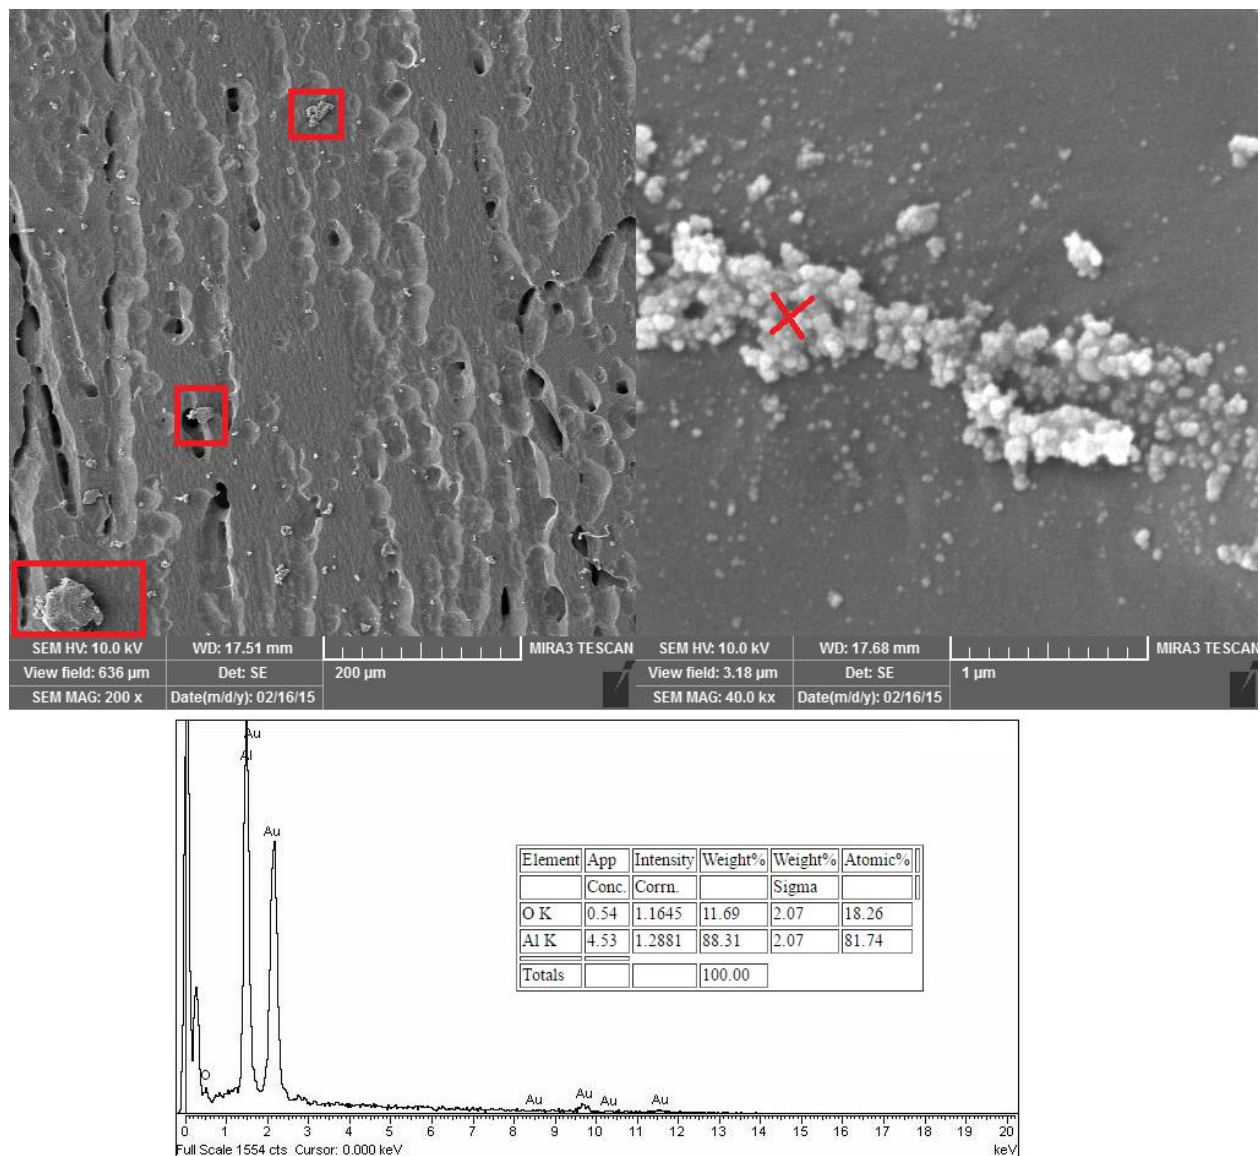 SEM HV: 10.0 kV WD: 17.51 mm MIRA3 TESCAN
View field: 636 µm Det: SE 200 µm
SEM MAG: 200 x Date(m/d/y): 02/16/15
SEM HV: 10.0 kV WD: 17.68 mm MIRA3 TESCAN
View field: 3.18 µm Det: SE 1 µm
SEM MAG: 40.0 kx Date(m/d/y): 02/16/15
Au
Al
Au
O
Au Au Au Au
Element App Intensity Weight% Weight% Atomic%
Conc. Corrn. Sigma
O K 0.54 1.1645 11.69 2.07 18.26
Al K 4.53 1.2881 88.31 2.07 81.74
Totals 100.00
0 1 2 3 4 5 6 7 8 9 10 11 12 13 14 15 16 17 18 19 20
Full Scale 1554 cts Cursor: 0.000 keV keV